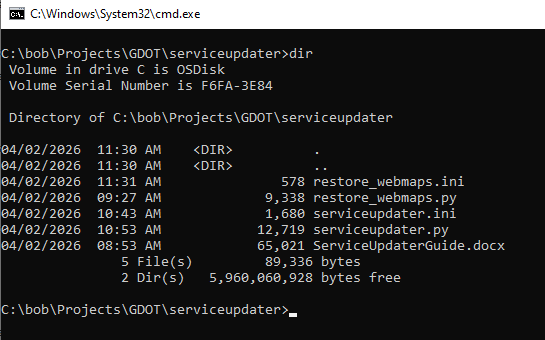 C:\Windows\System32\cmd.exe
C:\bob\Projects\GDOT\serviceupdater>dir
 Volume in drive C is OSDisk
 Volume Serial Number is F6FA-3E84
 Directory of C:\bob\Projects\GDOT\serviceupdater
04/02/2026  11:30 AM    <DIR>          .
04/02/2026  11:30 AM    <DIR>          ..
04/02/2026  11:31 AM               578 restore_webmaps.ini
04/02/2026  09:27 AM             9,338 restore_webmaps.py
04/02/2026  10:43 AM             1,680 serviceupdater.ini
04/02/2026  10:53 AM            12,719 serviceupdater.py
04/02/2026  08:53 AM            65,021 ServiceUpdaterGuide.docx
               5 File(s)         89,336 bytes
               2 Dir(s)   5,960,060,928 bytes free
C:\bob\Projects\GDOT\serviceupdater>